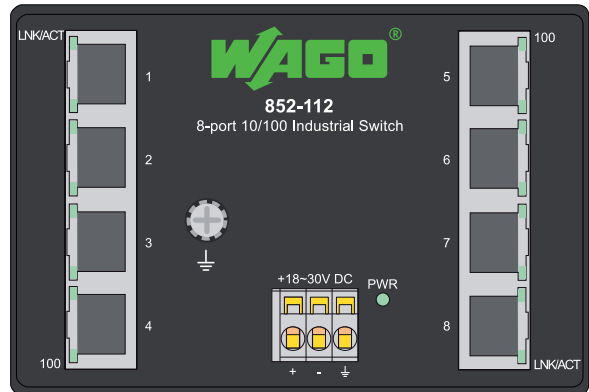 LNK/ACT
WAGO®
100
852-112
8-port 10/100 Industrial Switch
1
5
2
6
3
7
+18~30V DC
PWR
4
8
+ -
100
LNK/ACT